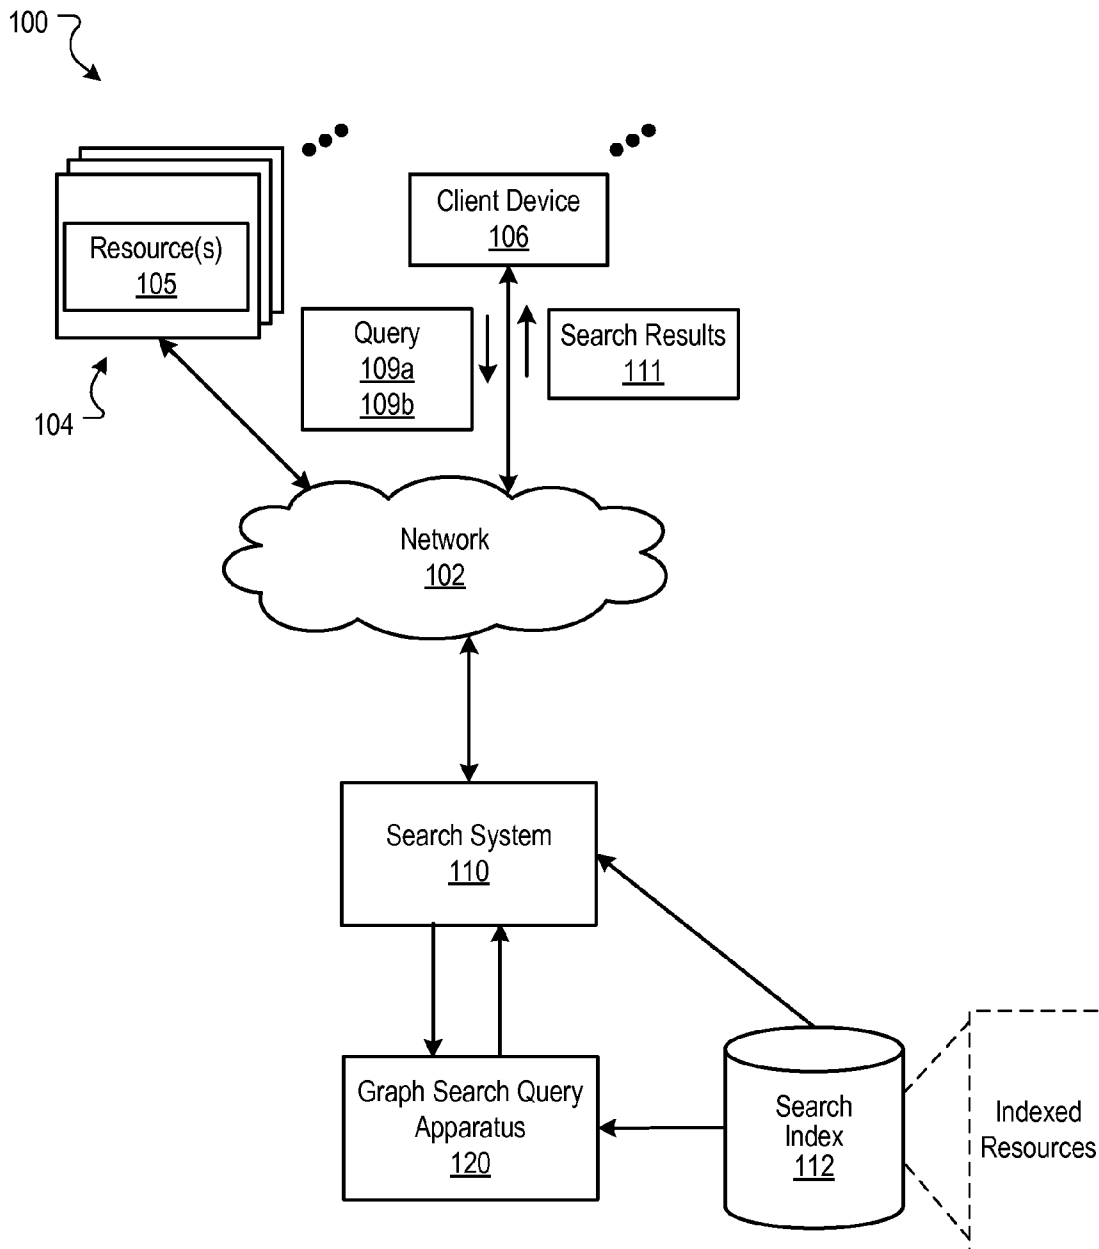 100
Resource(s)
105
104
Client Device
106
Query
109a
109b
Search Results
111
Network
102
Search System
110
Graph Search Query
Apparatus
120
Search
Index
112
Indexed
Resources